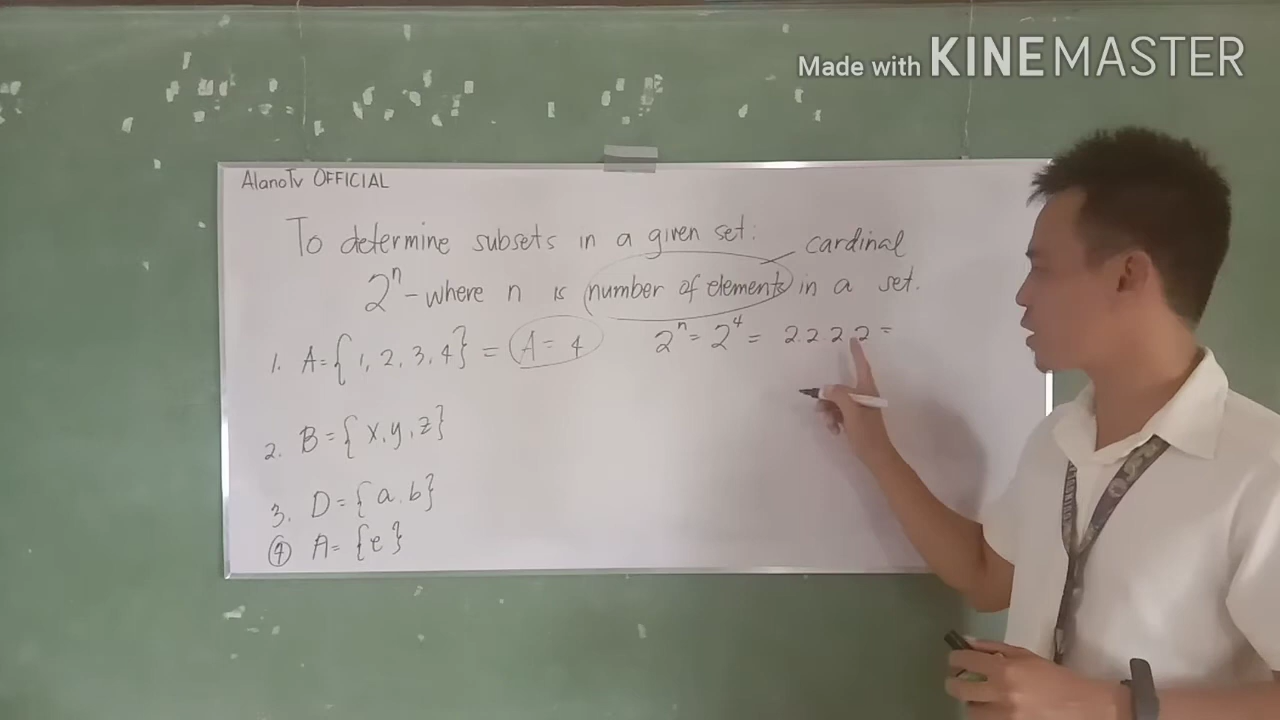 Made with KINEMASTER
AlanoTv OFFICIAL
To determine subsets in a given set: cardinal
2ⁿ - where n is number of elements in a set.
1. A = { 1, 2, 3, 4 } = A = 4 2ⁿ = 2⁴ = 2.2.2.2 =
2. B = { x, y, z }
3. D = { a, b }
④ A = { e }